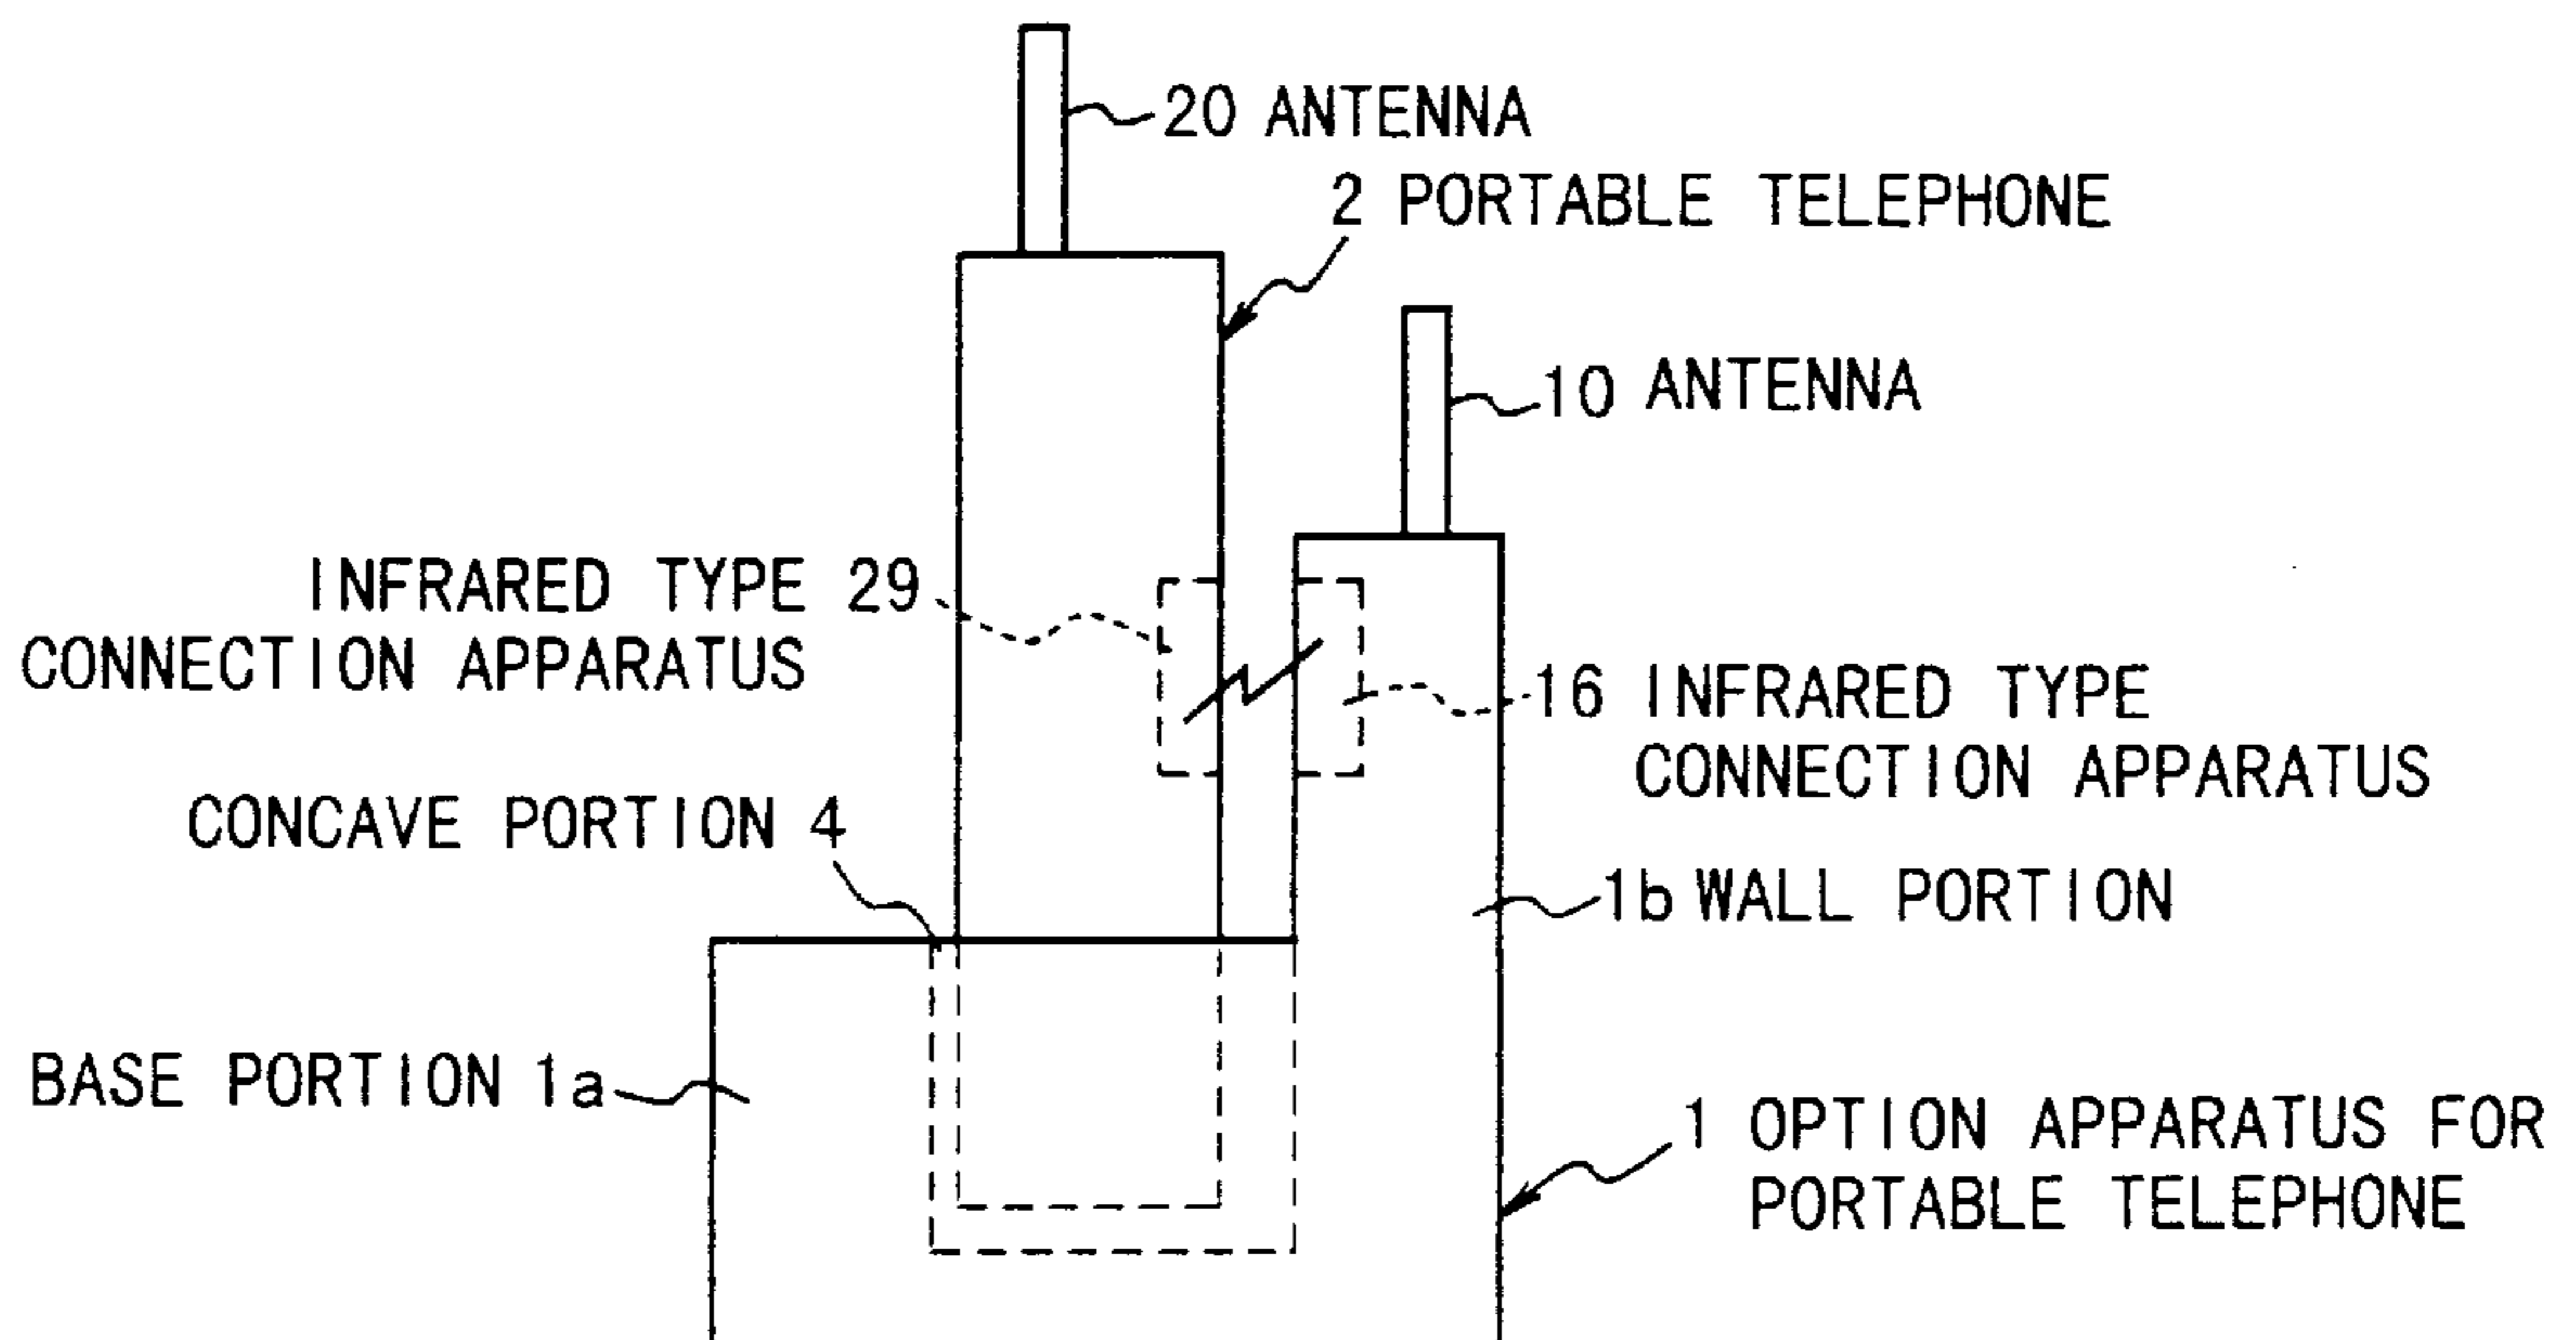 20 ANTENNA
2 PORTABLE TELEPHONE
10 ANTENNA
INFRARED TYPE 29
CONNECTION APPARATUS
16 INFRARED TYPE
CONNECTION APPARATUS
CONCAVE PORTION 4
1b WALL PORTION
BASE PORTION 1a
1 OPTION APPARATUS FOR
PORTABLE TELEPHONE